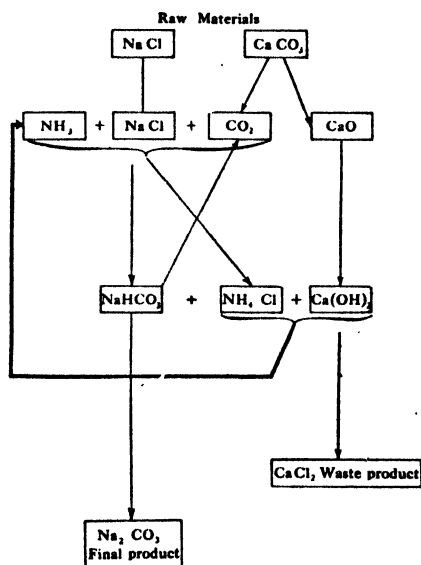 Raw Materials
Na Cl
Ca CO₃
NH₃ + Na Cl + CO₂
CaO
NaHCO₃ + NH₄ Cl + Ca(OH)₂
CaCl₂ Waste product
Na₂ CO₃
Final product